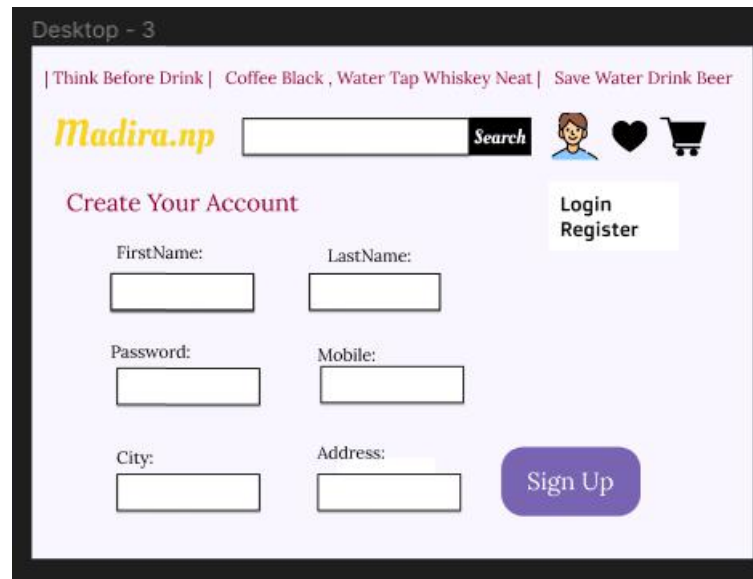 Desktop - 3
| Think Before Drink | Coffee Black , Water Tap Whiskey Neat | Save Water Drink Beer
Madira.np
Search
Create Your Account
Login
Register
FirstName:
LastName:
Password:
Mobile:
City:
Address:
Sign Up